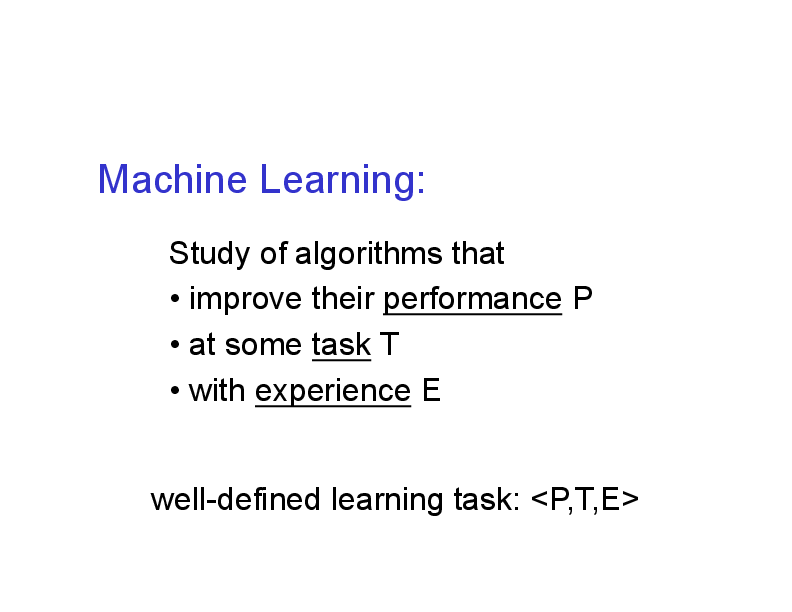 Machine Learning:
Study of algorithms that
• improve their performance P
• at some task T
• with experience E
well-defined learning task: <P,T,E>